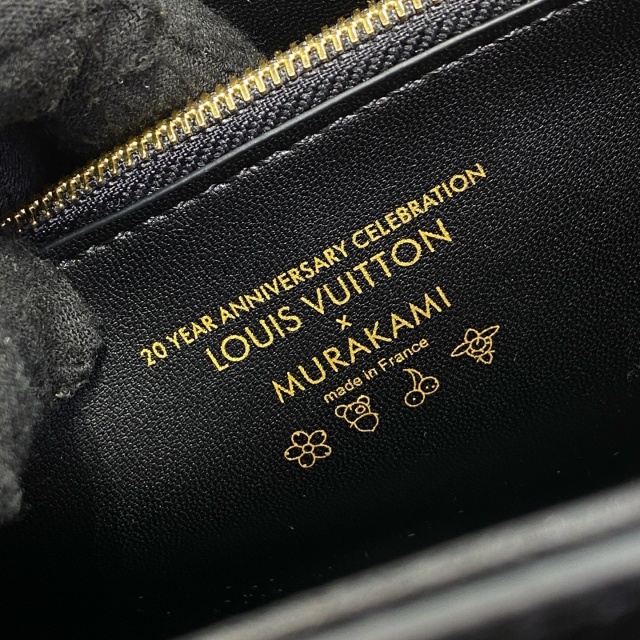 20 YEAR ANNIVERSARY CELEBRATION
LOUIS VUITTON
x
MURAKAMI
made in France